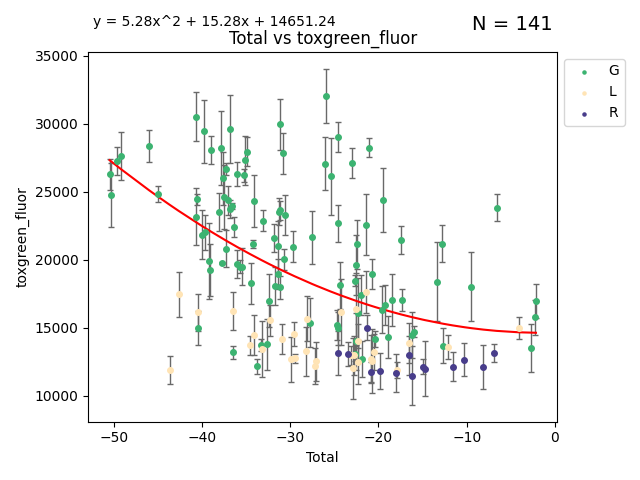 y = 5.28x^2 + 15.28x + 14651.24
N = 141
Total vs toxgreen_fluor
35000
30000
25000
20000
15000
10000
toxgreen_fluor
−50
−40
−30
−20
−10
0
Total
G
L
R